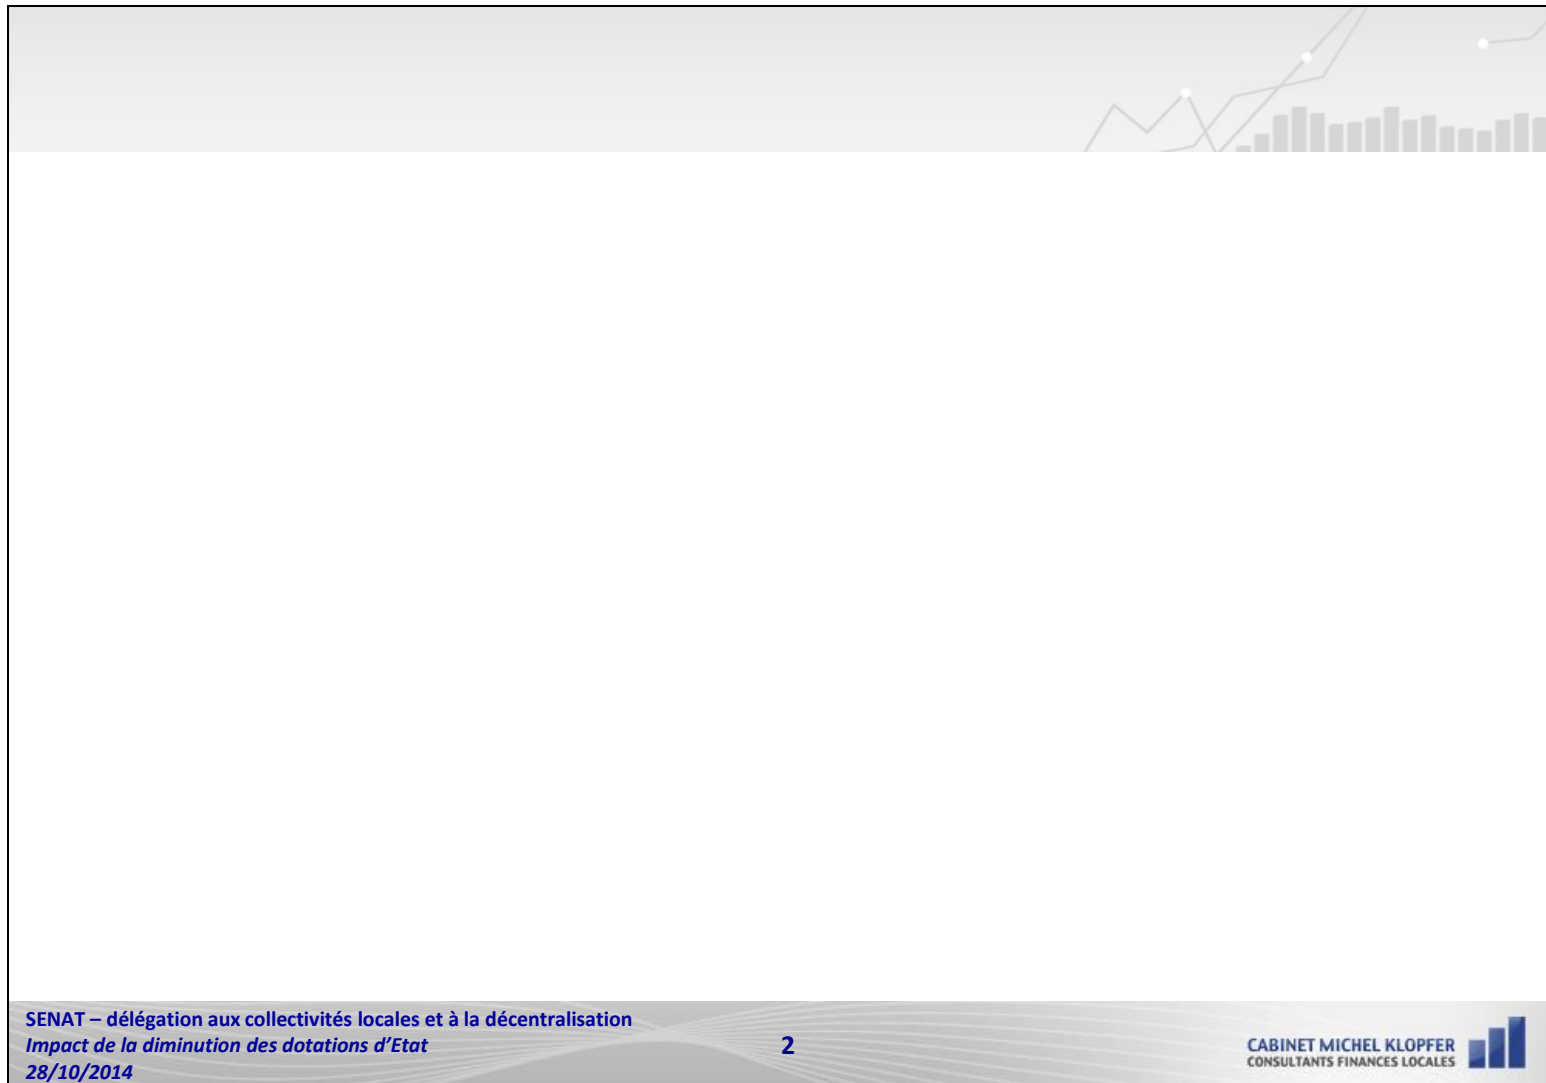 SENAT – délégation aux collectivités locales et à la décentralisation
Impact de la diminution des dotations d’Etat
28/10/2014
2
CABINET MICHEL KLOPFER
CONSULTANTS FINANCES LOCALES